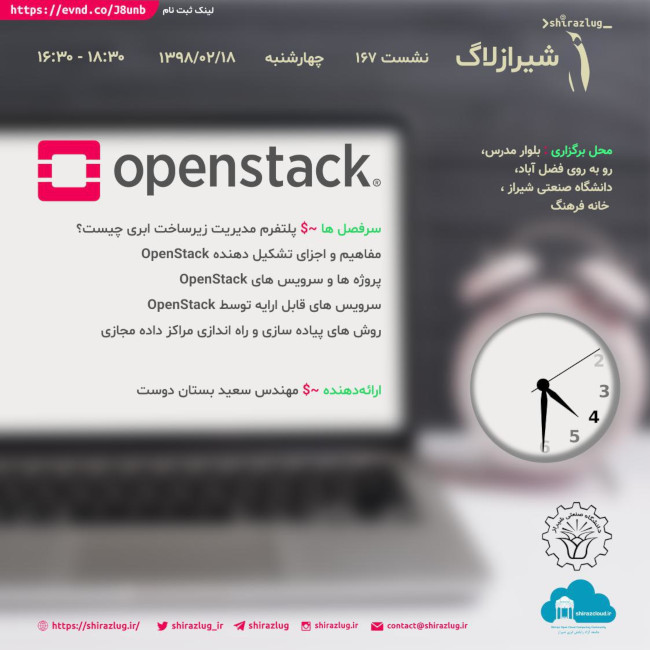 https://evnd.co/J8unb لینک ثبت نام
>shirazlug_
شیرازلاگ
نشست ۱۶۷ چهارشنبه ۱۳۹۸/۰۲/۱۸ ۱۶:۳۰ - ۱۸:۳۰
محل برگزاری : بلوار مدرس،
رو به روی فضل آباد،
دانشگاه صنعتی شیراز ،
خانه فرهنگ
openstack®
سرفصل ها ~$ پلتفرم مدیریت زیرساخت ابری چیست؟
مفاهیم و اجزای تشکیل دهنده OpenStack
پروژه ها و سرویس های OpenStack
سرویس های قابل ارایه توسط OpenStack
روش های پیاده سازی و راه اندازی مراکز داده مجازی
ارائه‌دهنده ~$ مهندس سعید بستان دوست
2
3
4
5
6
دانشگاه صنعتی شیراز
shirazcloud.ir
https://shirazlug.ir/ shirazlug_ir shirazlug shirazlug.ir contact@shirazlug.ir